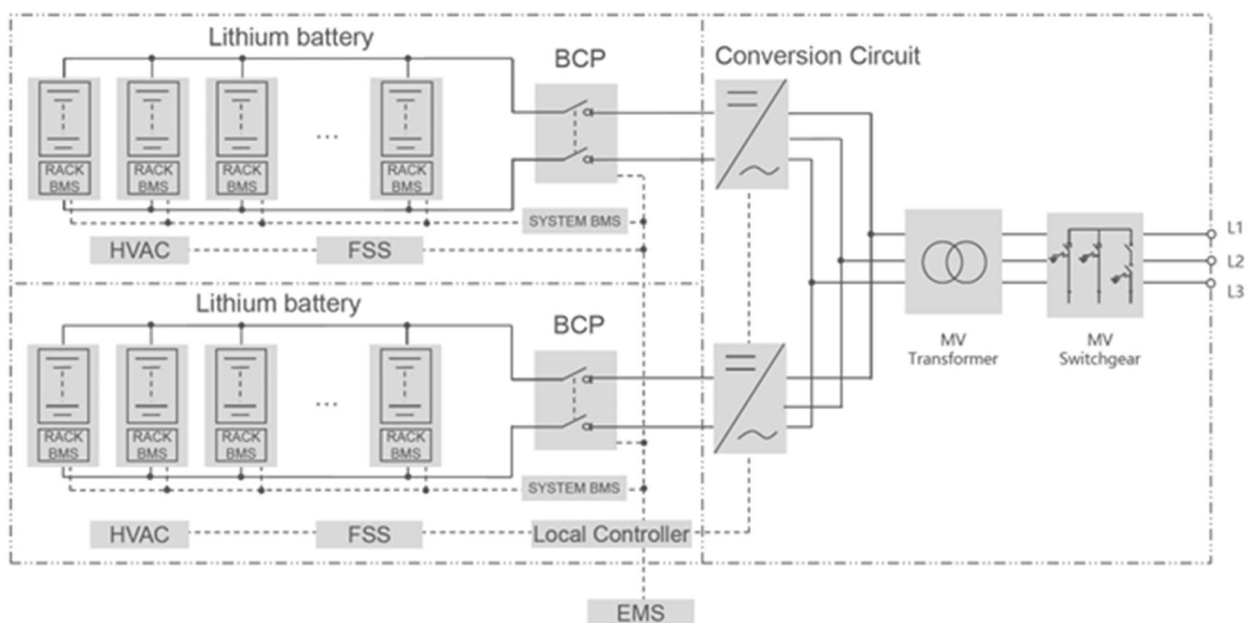 Lithium battery
BCP
Conversion Circuit
RACK BMS
RACK BMS
RACK BMS
...
RACK BMS
SYSTEM BMS
HVAC
FSS
L1
L2
L3
MV
Transformer
MV
Switchgear
Lithium battery
BCP
RACK BMS
RACK BMS
RACK BMS
...
RACK BMS
SYSTEM BMS
HVAC
FSS
Local Controller
EMS